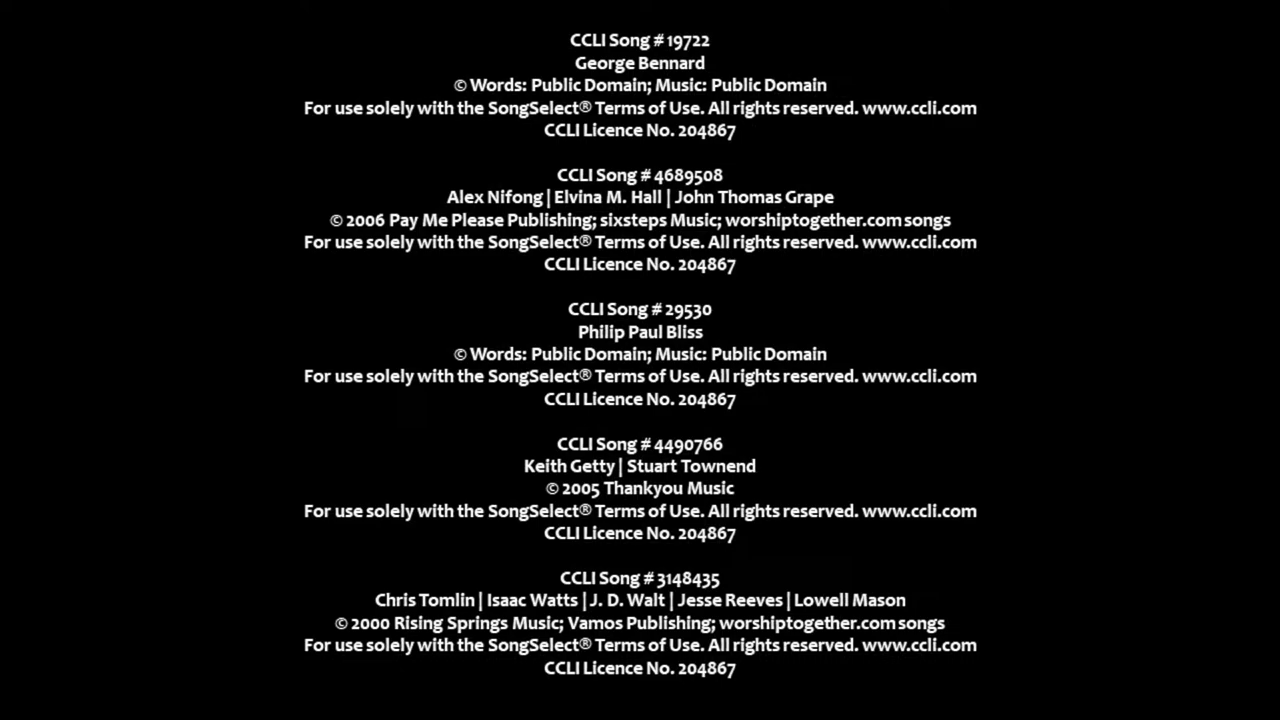 CCLI Song # 19722
George Bennard
© Words: Public Domain; Music: Public Domain
For use solely with the SongSelect® Terms of Use. All rights reserved. www.ccli.com
CCLI Licence No. 204867
CCLI Song # 4689508
Alex Nifong | Elvina M. Hall | John Thomas Grape
© 2006 Pay Me Please Publishing; sixsteps Music; worshiptogether.com songs
For use solely with the SongSelect® Terms of Use. All rights reserved. www.ccli.com
CCLI Licence No. 204867
CCLI Song # 29530
Philip Paul Bliss
© Words: Public Domain; Music: Public Domain
For use solely with the SongSelect® Terms of Use. All rights reserved. www.ccli.com
CCLI Licence No. 204867
CCLI Song # 4490766
Keith Getty | Stuart Townend
© 2005 Thankyou Music
For use solely with the SongSelect® Terms of Use. All rights reserved. www.ccli.com
CCLI Licence No. 204867
CCLI Song # 3148435
Chris Tomlin | Isaac Watts | J. D. Walt | Jesse Reeves | Lowell Mason
© 2000 Rising Springs Music; Vamos Publishing; worshiptogether.com songs
For use solely with the SongSelect® Terms of Use. All rights reserved. www.ccli.com
CCLI Licence No. 204867